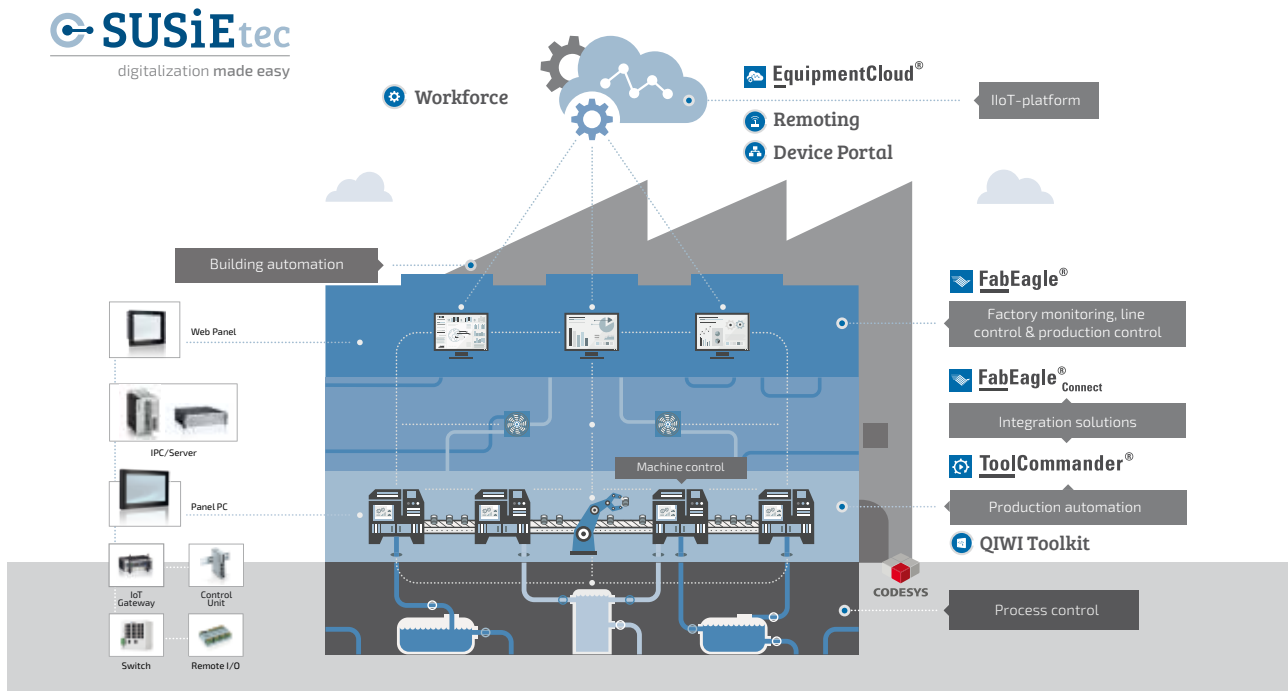 SUSiEtec
digitalization made easy
Workforce
EquipmentCloud®
IIoT-platform
Remoting
Device Portal
Building automation
FabEagle®
Factory monitoring, line
control & production control
Web Panel
FabEagle® Connect
Integration solutions
IPC/Server
Machine control
ToolCommander®
Panel PC
Production automation
QIWI Toolkit
IoT
Gateway
Control
Unit
CODESYS
Process control
Switch
Remote I/O